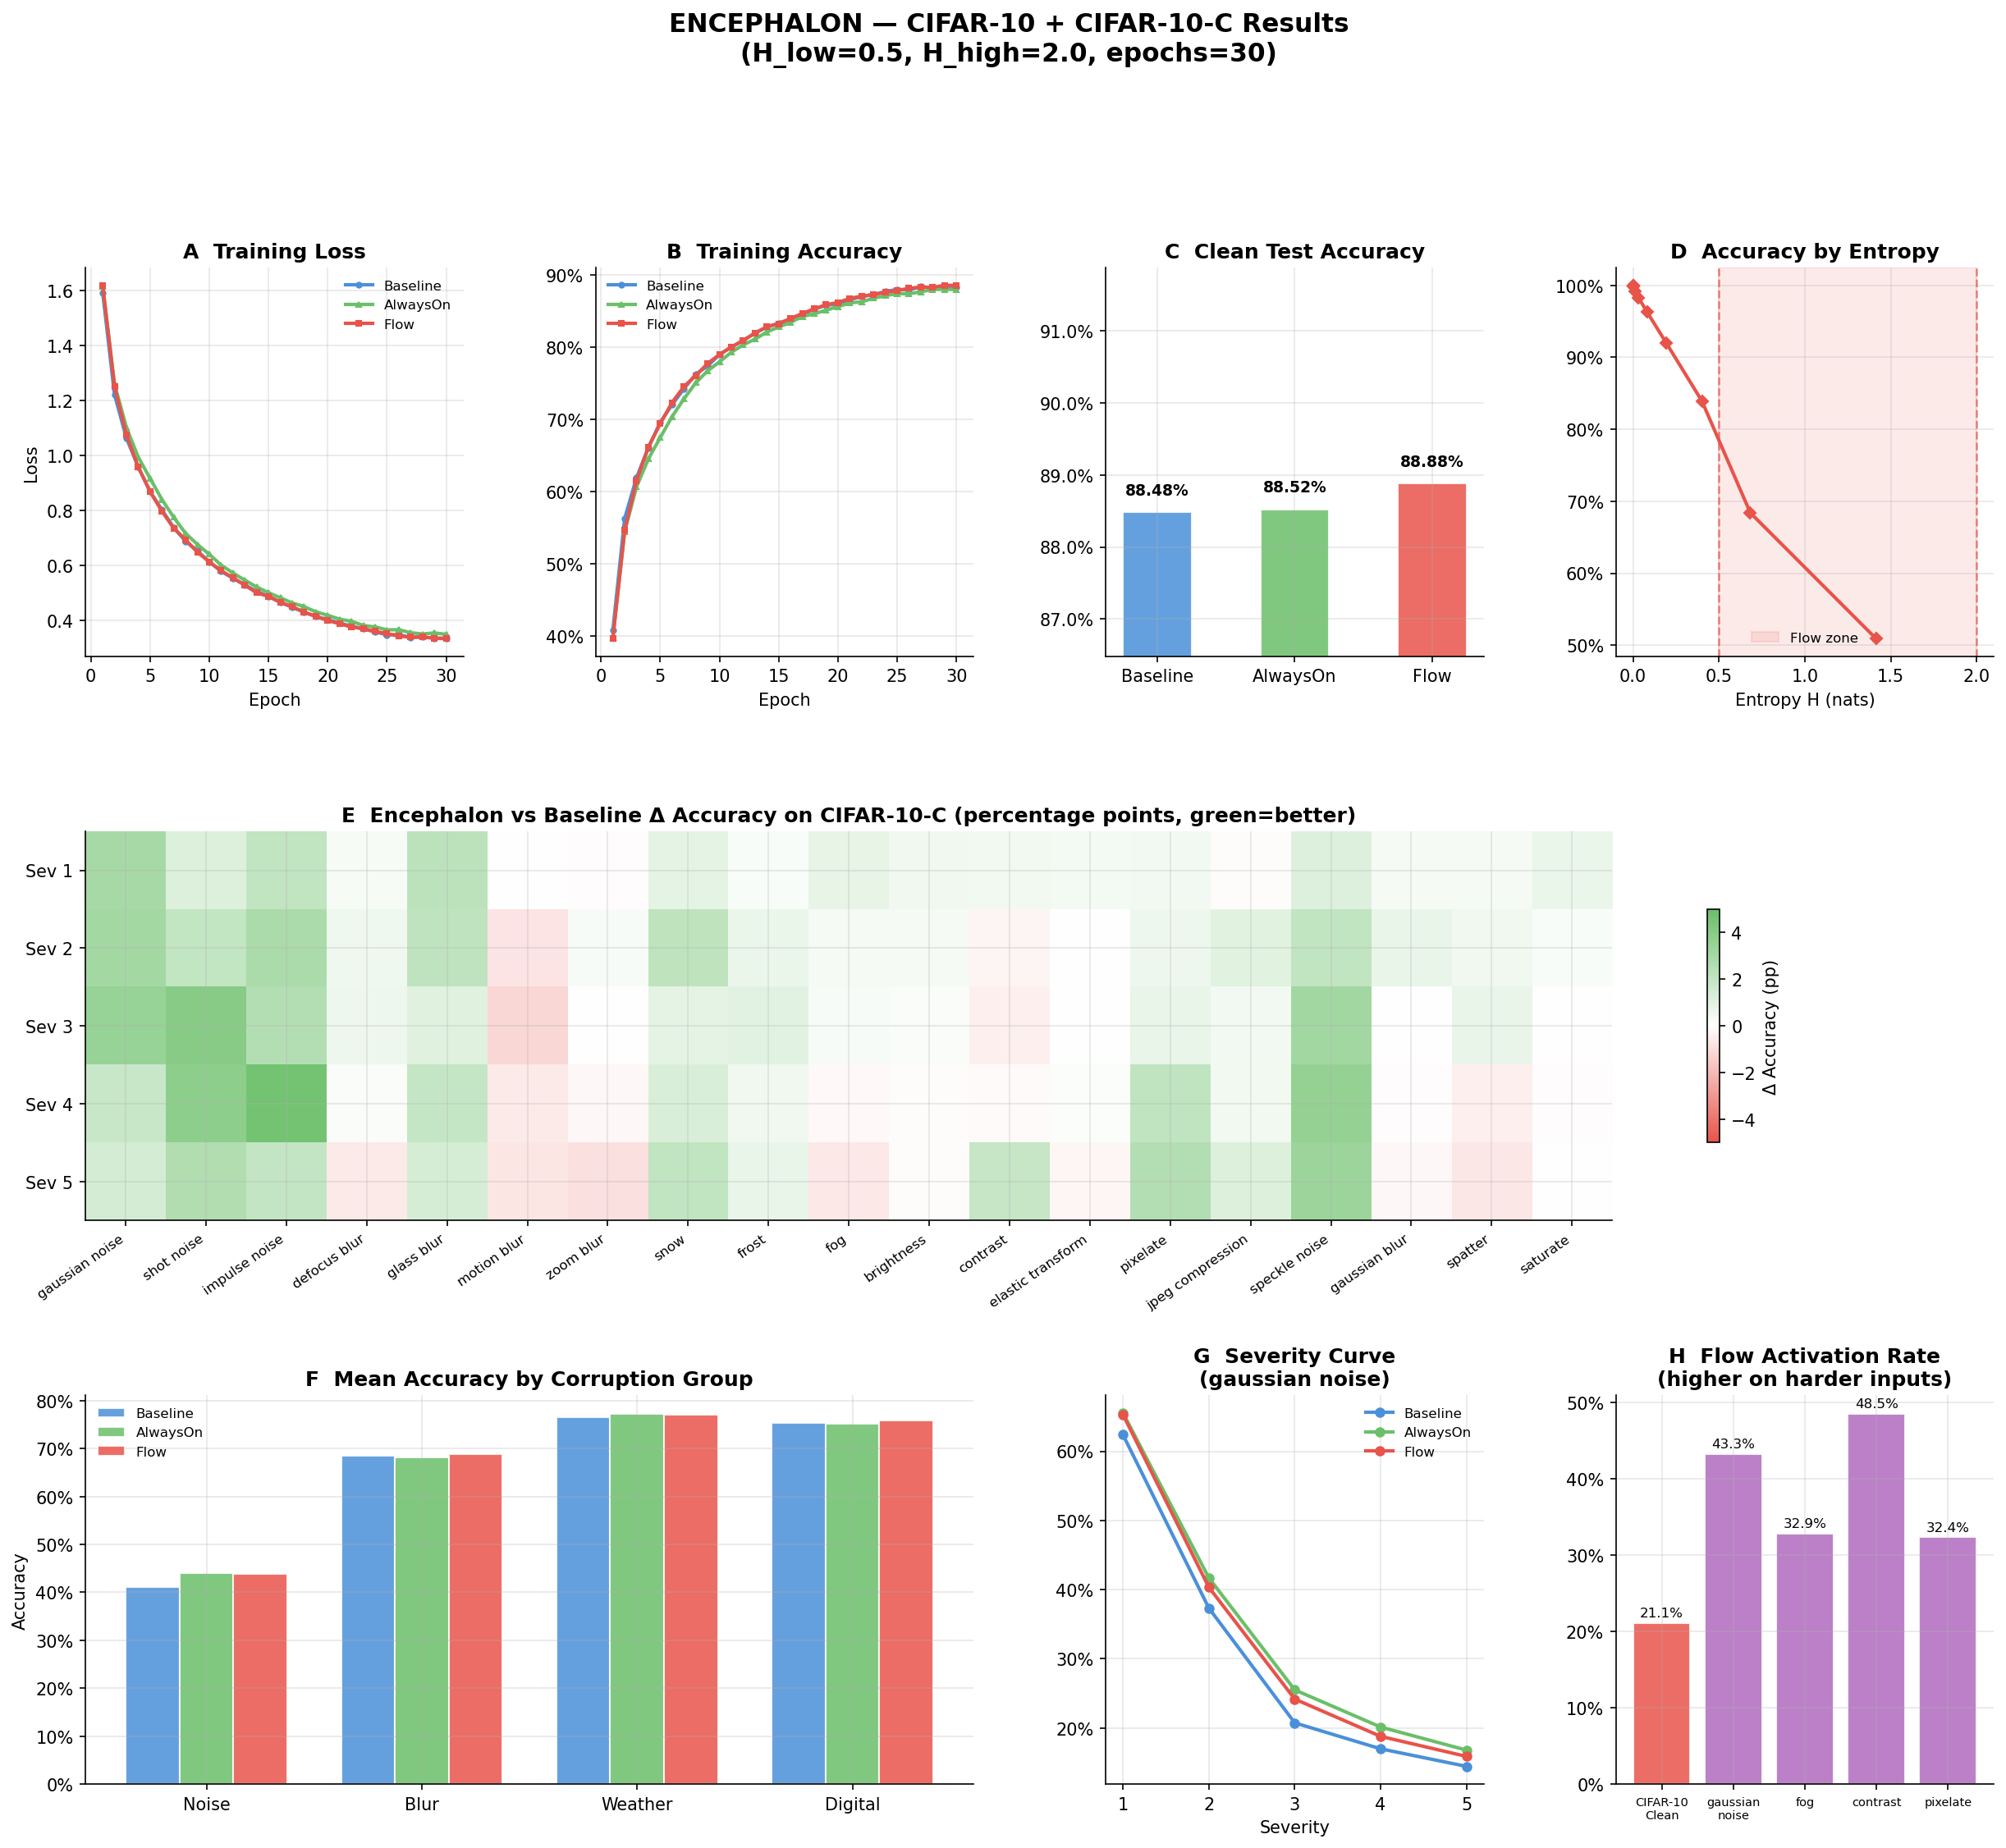 ENCEPHALON — CIFAR-10 + CIFAR-10-C Results
(H_low=0.5, H_high=2.0, epochs=30)
A  Training Loss
Loss
1.6
1.4
1.2
1.0
0.8
0.6
0.4
Baseline
AlwaysOn
Flow
0 5 10 15 20 25 30
Epoch
B  Training Accuracy
90%
80%
70%
60%
50%
40%
Baseline
AlwaysOn
Flow
0 5 10 15 20 25 30
Epoch
C  Clean Test Accuracy
91.0%
90.0%
89.0%
88.0%
87.0%
88.48% 88.52% 88.88%
Baseline AlwaysOn Flow
D  Accuracy by Entropy
100%
90%
80%
70%
60%
50%
Flow zone
0.0 0.5 1.0 1.5 2.0
Entropy H (nats)
E  Encephalon vs Baseline Δ Accuracy on CIFAR-10-C (percentage points, green=better)
Sev 1
Sev 2
Sev 3
Sev 4
Sev 5
gaussian noise
shot noise
impulse noise
defocus blur
glass blur
motion blur
zoom blur
snow
frost
fog
brightness
contrast
elastic transform
pixelate
jpeg compression
speckle noise
gaussian blur
spatter
saturate
4
2
0
−2
−4
Δ Accuracy (pp)
F  Mean Accuracy by Corruption Group
Accuracy
80%
70%
60%
50%
40%
30%
20%
10%
0%
Baseline
AlwaysOn
Flow
Noise Blur Weather Digital
G  Severity Curve
(gaussian noise)
60%
50%
40%
30%
20%
Baseline
AlwaysOn
Flow
1 2 3 4 5
Severity
H  Flow Activation Rate
(higher on harder inputs)
50%
40%
30%
20%
10%
0%
21.1% 43.3% 32.9% 48.5% 32.4%
CIFAR-10
Clean
gaussian
noise
fog
contrast
pixelate